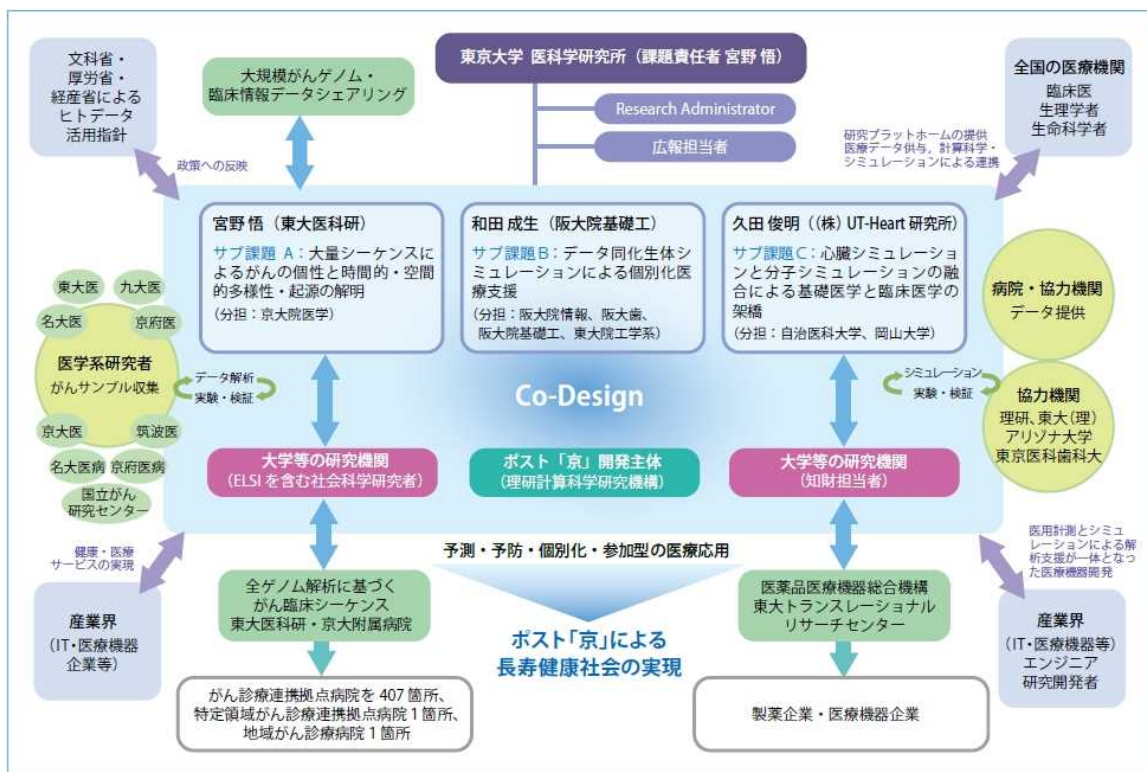 文科省・
厚労省・
経産省による
ヒトデータ
活用指針
大規模がんゲノム・
臨床情報データシェアリング
東京大学 医科学研究所（課題責任者 宮野 悟）
Research Administrator
広報担当者
全国の医療機関
臨床医
生理学者
生命科学者
政策への反映
研究プラットホームの提供
医療データ供与，計算科学・
シミュレーションによる連携
宮野 悟（東大医科研）
サブ課題 A：大量シーケンスに
よるがんの個性と時間的・空間
的多様性・起源の解明
（分担：京大院医学）
和田 成生（阪大院基礎工）
サブ課題B：データ同化生体シ
ミュレーションによる個別化医
療支援
（分担：阪大院情報、阪大歯、
阪大院基礎工、東大院工学系）
久田 俊明（（株）UT-Heart 研究所）
サブ課題C：心臓シミュレーショ
ンと分子シミュレーションの融
合による基礎医学と臨床医学の
架橋
（分担：自治医科大学、岡山大学）
東大医
九大医
名大医
京府医
医学系研究者
がんサンプル収集
京大医
筑波医
名大医病
京府医病
国立がん
研究センター
データ解析
実験・検証
Co-Design
シミュレーション
実験・検証
病院・協力機関
データ提供
協力機関
理研、東大（理）
アリゾナ大学
東京医科歯科大
大学等の研究機関
（ELSIを含む社会科学研究者）
ポスト「京」開発主体
（理研計算科学研究機構）
大学等の研究機関
（知財担当者）
健康・医療
サービスの実現
予測・予防・個別化・参加型の医療応用
医用計測とシミュ
レーションによる解
析支援が一体となっ
た医療機器開発
産業界
（IT・医療機器
企業等）
全ゲノム解析に基づく
がん臨床シーケンス
東大医科研・京大附属病院
ポスト「京」による
長寿健康社会の実現
医薬品医療機器総合機構
東大トランスレーショナル
リサーチセンター
産業界
（IT・医療機器等）
エンジニア
研究開発者
がん診療連携拠点病院を 407 箇所、
特定領域がん診療連携拠点病院 1 箇所、
地域がん診療病院 1 箇所
製薬企業・医療機器企業